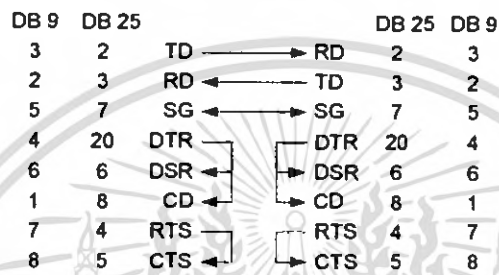 DB 9 DB 25 DB 25 DB 9
3 2 TD RD 2 3
2 3 RD TD 3 2
5 7 SG SG 7 5
4 20 DTR DTR 20 4
6 6 DSR DSR 6 6
1 8 CD CD 8 1
7 4 RTS RTS 4 7
8 5 CTS CTS 5 8